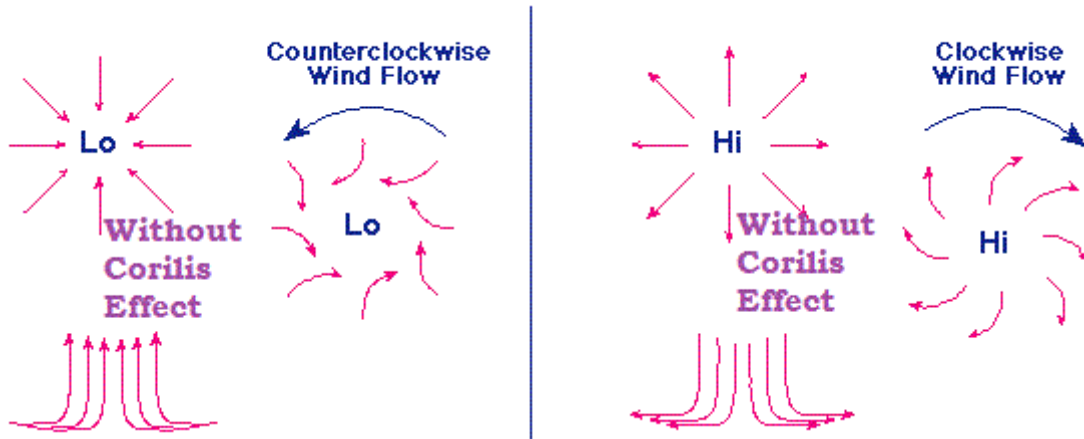 Counterclockwise
Wind Flow
Lo
Lo
Without
Corilis
Effect
Clockwise
Wind Flow
Hi
Hi
Without
Corilis
Effect